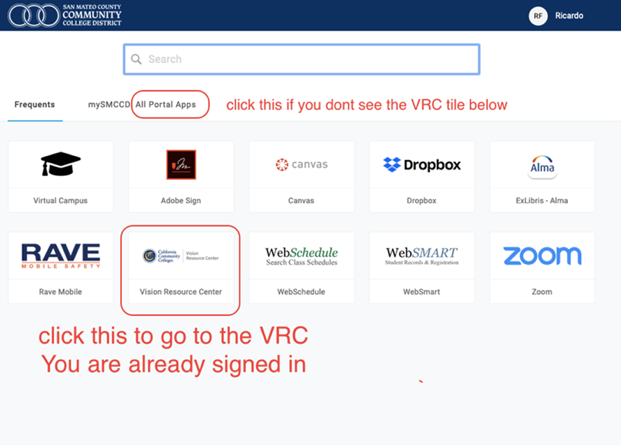 SAN MATEO COUNTY
COMMUNITY
COLLEGE DISTRICT
RF Ricardo
Search
Frequents mySMCCD All Portal Apps click this if you dont see the VRC tile below
canvas Dropbox Alma
Virtual Campus Adobe Sign Canvas Dropbox ExLibris - Alma
RAVE
MOBILE SAFETY
California
Community
Colleges
Vision
Resource Center
WebSchedule
Search Class Schedules
WebSMART
Student Records & Registration
zoom
Rave Mobile Vision Resource Center WebSchedule WebSmart Zoom
click this to go to the VRC
You are already signed in